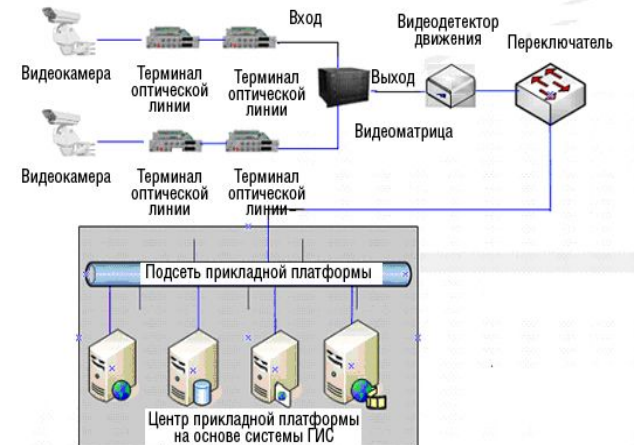 Вход
Видеодетектор
движения
Переключатель
Видеокамера
Терминал
оптической
линии
Терминал
оптической
линии
Выход
Видеоматрица
Видеокамера
Терминал
оптической
линии
Терминал
оптической
линии
Подсеть прикладной платформы
Центр прикладной платформы
на основе системы ГИС